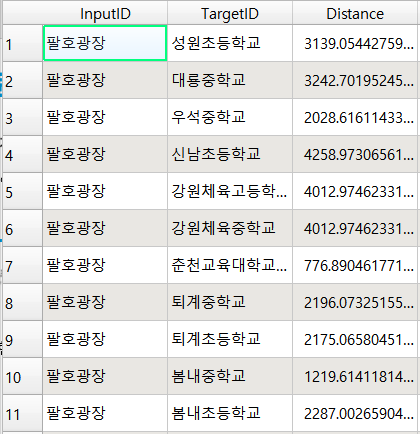 InputID TargetID Distance
1 팔호광장 성원초등학교 3139.05442759...
2 팔호광장 대룡중학교 3242.70195245...
3 팔호광장 우석중학교 2028.61611433...
4 팔호광장 신남초등학교 4258.97306561...
5 팔호광장 강원체육고등학... 4012.97462331...
6 팔호광장 강원체육중학교 4012.97462331...
7 팔호광장 춘천교육대학교... 776.890461771...
8 팔호광장 퇴계중학교 2196.07325155...
9 팔호광장 퇴계초등학교 2175.06580451...
10 팔호광장 봄내중학교 1219.61411814...
11 팔호광장 봄내초등학교 2287.00265904...